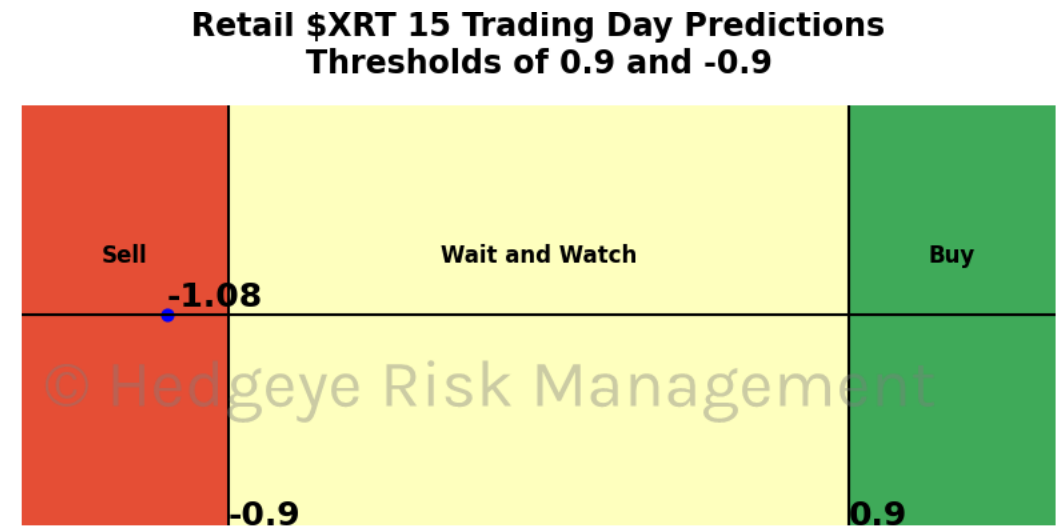 Retail $XRT 15 Trading Day Predictions
Thresholds of 0.9 and -0.9
Sell
Wait and Watch
Buy
-1.08
© Hedgeye Risk Management
-0.9
0.9